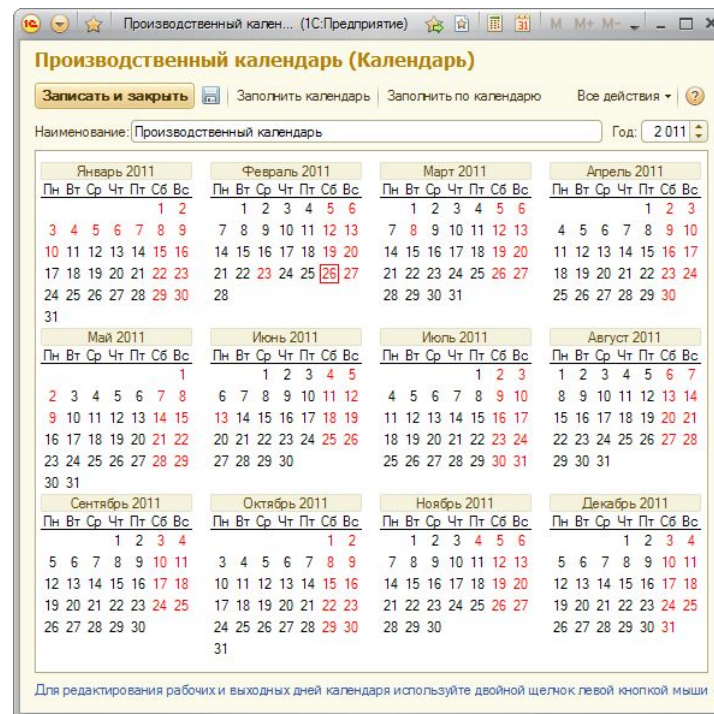 Производственный кален... (1С:Предприятие) M M+ M-
Производственный календарь (Календарь)
Записать и закрыть Заполнить календарь Заполнить по календарю Все действия
Наименование: Производственный календарь Год: 2 011
Январь 2011 Февраль 2011 Март 2011 Апрель 2011
Пн Вт Ср Чт Пт Сб Вс Пн Вт Ср Чт Пт Сб Вс Пн Вт Ср Чт Пт Сб Вс Пн Вт Ср Чт Пт Сб Вс
1 2 1 2 3 4 5 6 1 2 3 4 5 6 1 2 3
3 4 5 6 7 8 9 7 8 9 10 11 12 13 7 8 9 10 11 12 13 4 5 6 7 8 9 10
10 11 12 13 14 15 16 14 15 16 17 18 19 20 14 15 16 17 18 19 20 11 12 13 14 15 16 17
17 18 19 20 21 22 23 21 22 23 24 25 26 27 21 22 23 24 25 26 27 18 19 20 21 22 23 24
24 25 26 27 28 29 30 28 28 29 30 31 25 26 27 28 29 30
31
Май 2011 Июнь 2011 Июль 2011 Август 2011
Пн Вт Ср Чт Пт Сб Вс Пн Вт Ср Чт Пт Сб Вс Пн Вт Ср Чт Пт Сб Вс Пн Вт Ср Чт Пт Сб Вс
1 1 2 3 4 5 1 2 3 1 2 3 4 5 6 7
2 3 4 5 6 7 8 6 7 8 9 10 11 12 4 5 6 7 8 9 10 8 9 10 11 12 13 14
9 10 11 12 13 14 15 13 14 15 16 17 18 19 11 12 13 14 15 16 17 15 16 17 18 19 20 21
16 17 18 19 20 21 22 20 21 22 23 24 25 26 18 19 20 21 22 23 24 22 23 24 25 26 27 28
23 24 25 26 27 28 29 27 28 29 30 25 26 27 28 29 30 31 29 30 31
30 31
Сентябрь 2011 Октябрь 2011 Ноябрь 2011 Декабрь 2011
Пн Вт Ср Чт Пт Сб Вс Пн Вт Ср Чт Пт Сб Вс Пн Вт Ср Чт Пт Сб Вс Пн Вт Ср Чт Пт Сб Вс
1 2 3 4 1 2 1 2 3 4 5 6 1 2 3 4
5 6 7 8 9 10 11 3 4 5 6 7 8 9 7 8 9 10 11 12 13 5 6 7 8 9 10 11
12 13 14 15 16 17 18 10 11 12 13 14 15 16 14 15 16 17 18 19 20 12 13 14 15 16 17 18
19 20 21 22 23 24 25 17 18 19 20 21 22 23 21 22 23 24 25 26 27 19 20 21 22 23 24 25
26 27 28 29 30 24 25 26 27 28 29 30 28 29 30 26 27 28 29 30 31
31
Для редактирования рабочих и выходных дней календаря используйте двойной щелчок левой кнопкой мыши